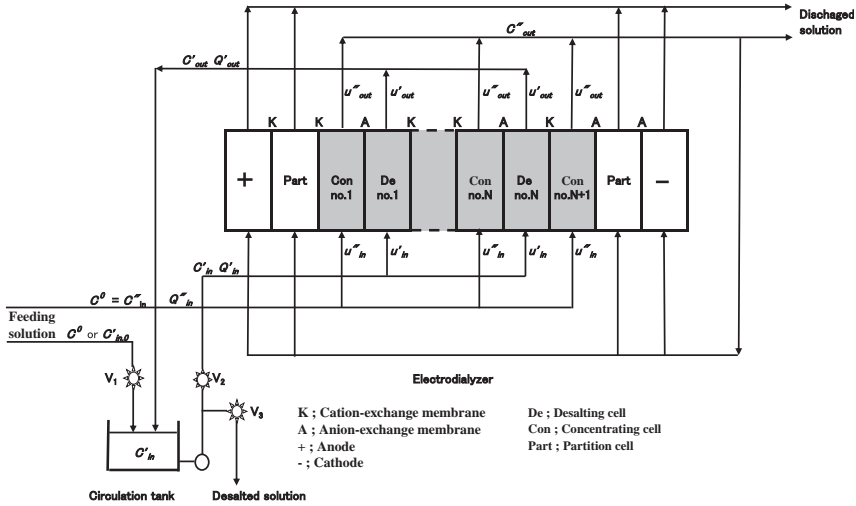 Dischaged
solution
C″out
C′out Q′out
u″out u′out u″out u′out u″out
K K A K K A K A A
+ Part Con no.1 De no.1 Con no.N De no.N Con no.N+1 Part −
u″in u′in u″in u′in u″in
C′in Q′in
C⁰ = C″in Q″in
Feeding
solution C⁰ or C′in,0
V₁ V₂
Electrodialyzer
V₃
K ; Cation-exchange membrane De ; Desalting cell
A ; Anion-exchange membrane Con ; Concentrating cell
+ ; Anode Part ; Partition cell
- ; Cathode
C′in
Circulation tank Desalted solution